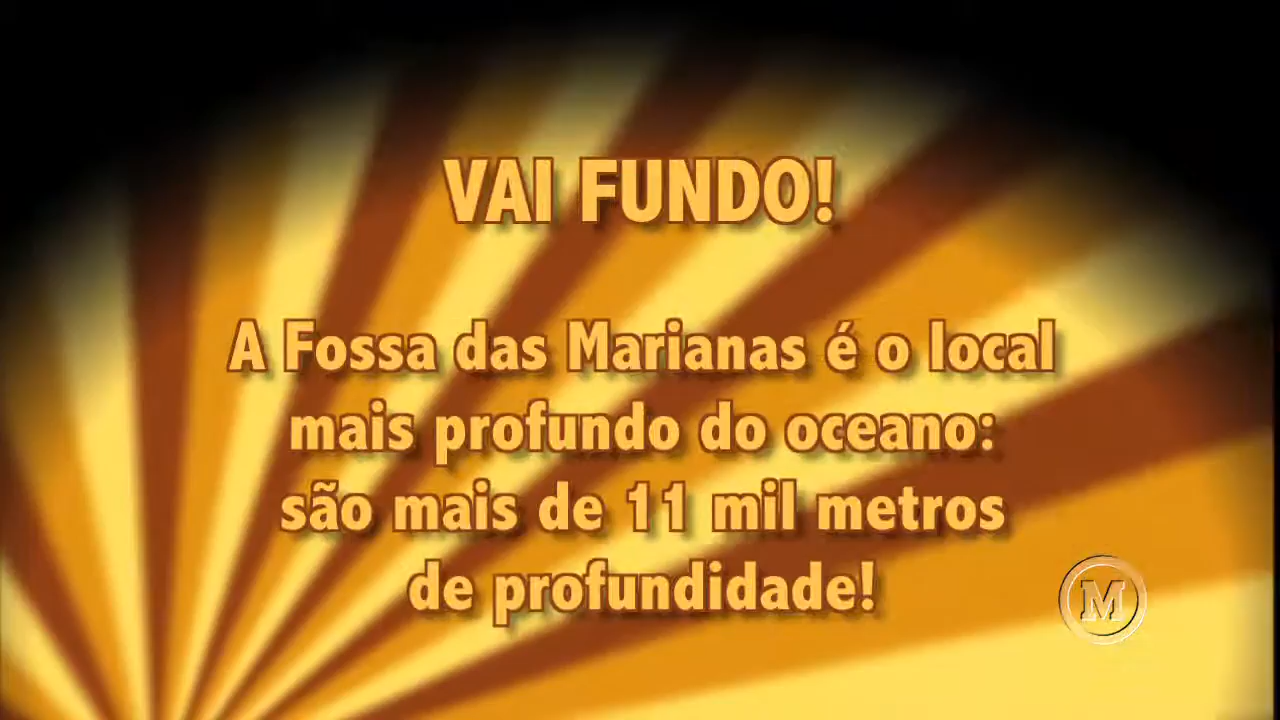 VAI FUNDO!
A Fossa das Marianas é o local
mais profundo do oceano:
são mais de 11 mil metros
de profundidade!
M